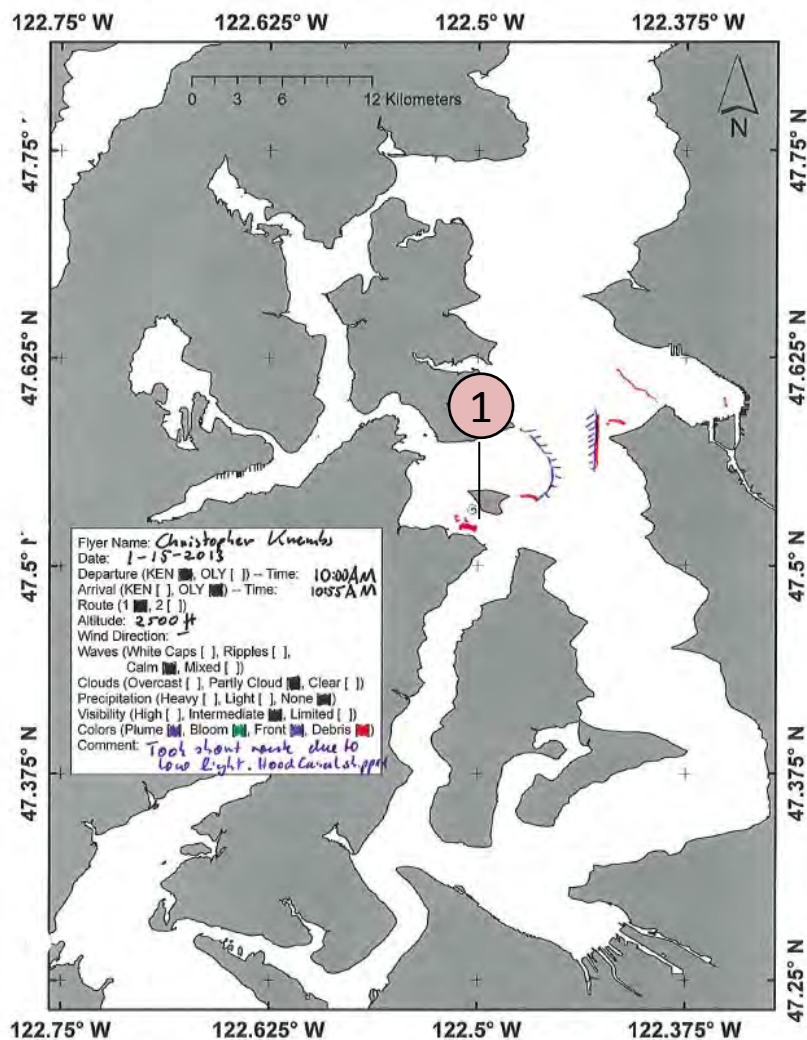 122.75° W 122.625° W 122.5° W 122.375° W
0 3 6 12 Kilometers
N
47.75° N 47.75° N
47.625° N 47.625° N
1
47.5° N
47.375° N 47.375° N
47.25° N
Flyer Name: Christopher
Date: 1-15-2013
Departure (KEN [ ], OLY [ ]) -- Time: 10:00AM
Arrival (KEN [ ], OLY [ ]) -- Time: 10:55AM
Route (1 [ ], 2 [ ])
Altitude: 2500 ft
Wind Direction: –
Waves (White Caps [ ], Ripples [ ],
Calm [ ], Mixed [ ])
Clouds (Overcast [ ], Partly Cloud [ ], Clear [ ])
Precipitation (Heavy [ ], Light [ ], None [ ])
Visibility (High [ ], Intermediate [ ], Limited [ ])
Colors (Plume [ ], Bloom [ ], Front [ ], Debris [ ])
Comment: Took short route due to
low light. Hood Canal skipped
122.75° W 122.625° W 122.5° W 122.375° W